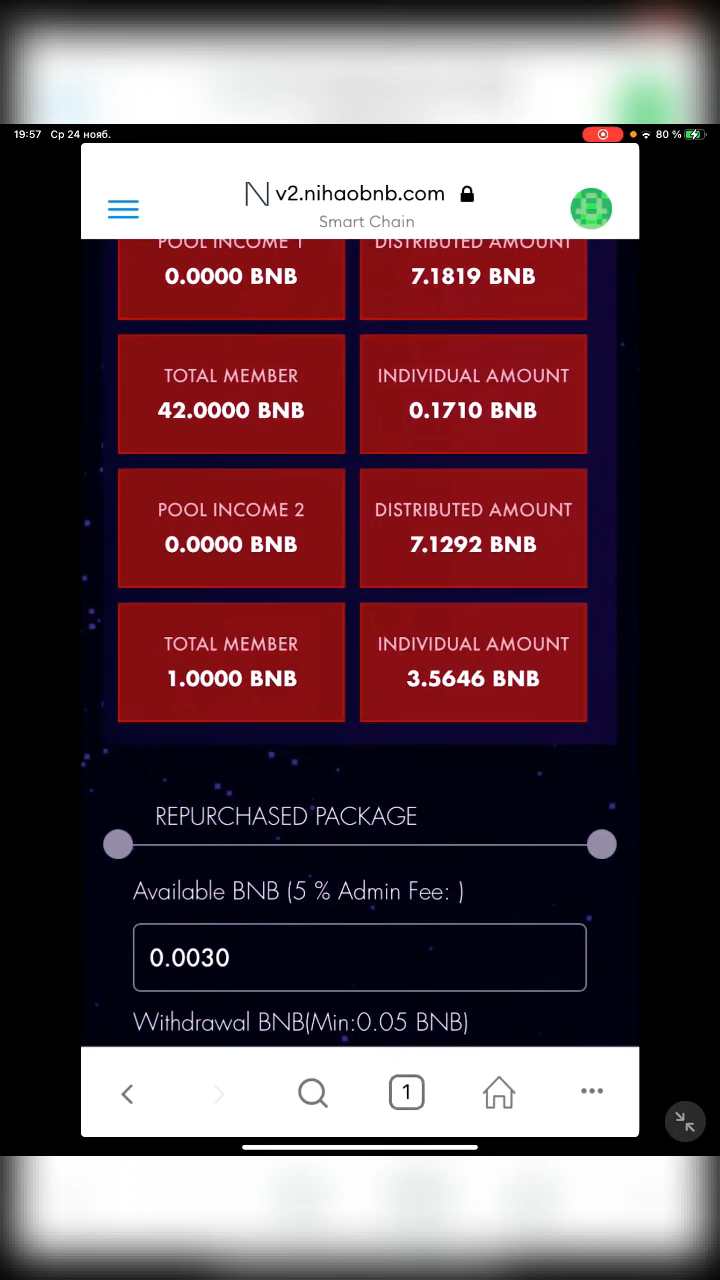 19:57 Ср 24 нояб.
80 %
v2.nihaobnb.com
Smart Chain
POOL INCOME 1
DISTRIBUTED AMOUNT
0.0000 BNB
7.1819 BNB
TOTAL MEMBER
INDIVIDUAL AMOUNT
42.0000 BNB
0.1710 BNB
POOL INCOME 2
DISTRIBUTED AMOUNT
0.0000 BNB
7.1292 BNB
TOTAL MEMBER
INDIVIDUAL AMOUNT
1.0000 BNB
3.5646 BNB
REPURCHASED PACKAGE
Available BNB (5 % Admin Fee: )
0.0030
Withdrawal BNB(Min:0.05 BNB)
1